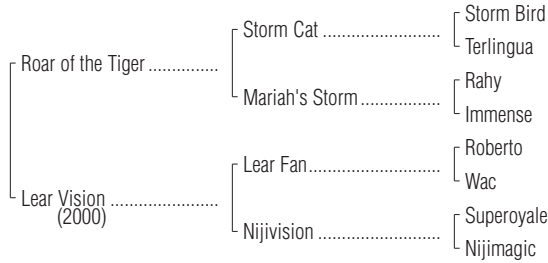 Storm Bird
Storm Cat ........................
Terlingua
Roar of the Tiger ..............
Rahy
Mariah's Storm ................
Immense
Roberto
Lear Fan ...........................
Wac
Lear Vision ......................
(2000)
Superoyale
Nijivision .........................
Nijimagic